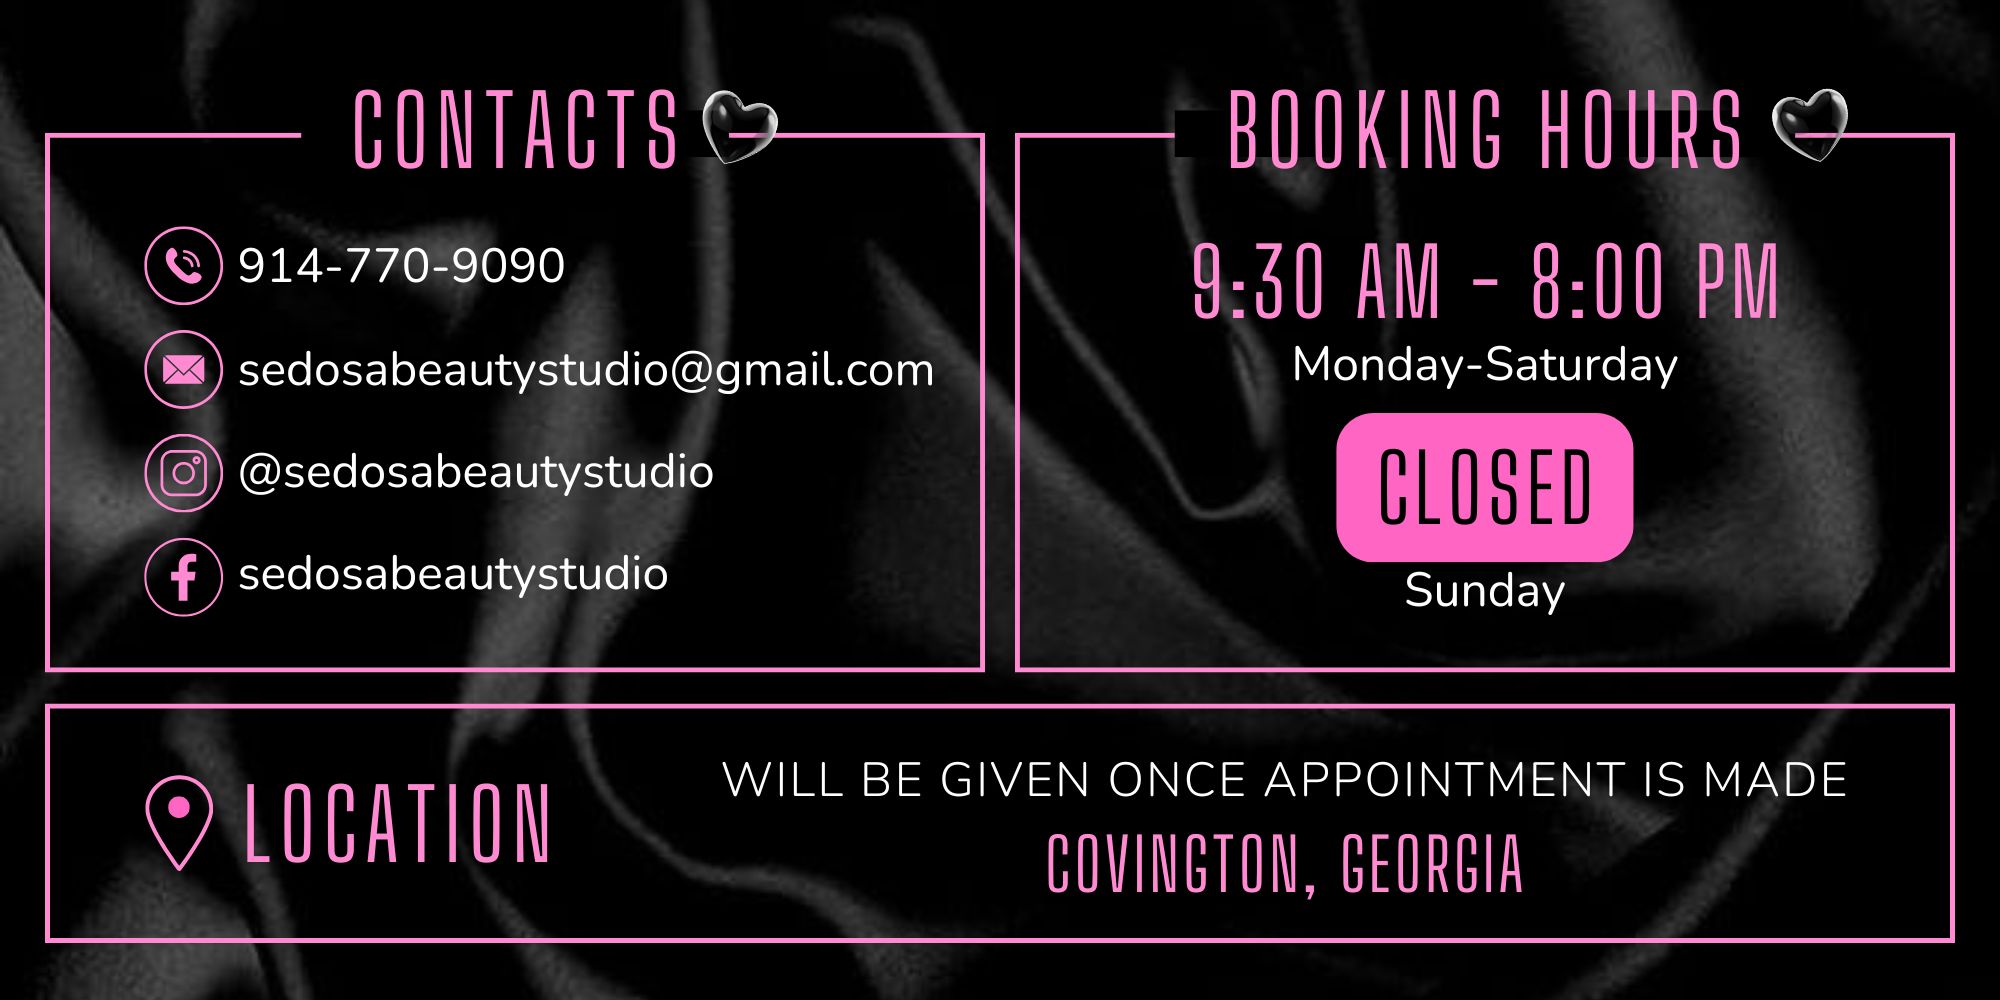 CONTACTS
914-770-9090
sedosabeautystudio@gmail.com
@sedosabeautystudio
sedosabeautystudio
BOOKING HOURS
9:30 AM - 8:00 PM
Monday-Saturday
CLOSED
Sunday
LOCATION
WILL BE GIVEN ONCE APPOINTMENT IS MADE
COVINGTON, GEORGIA